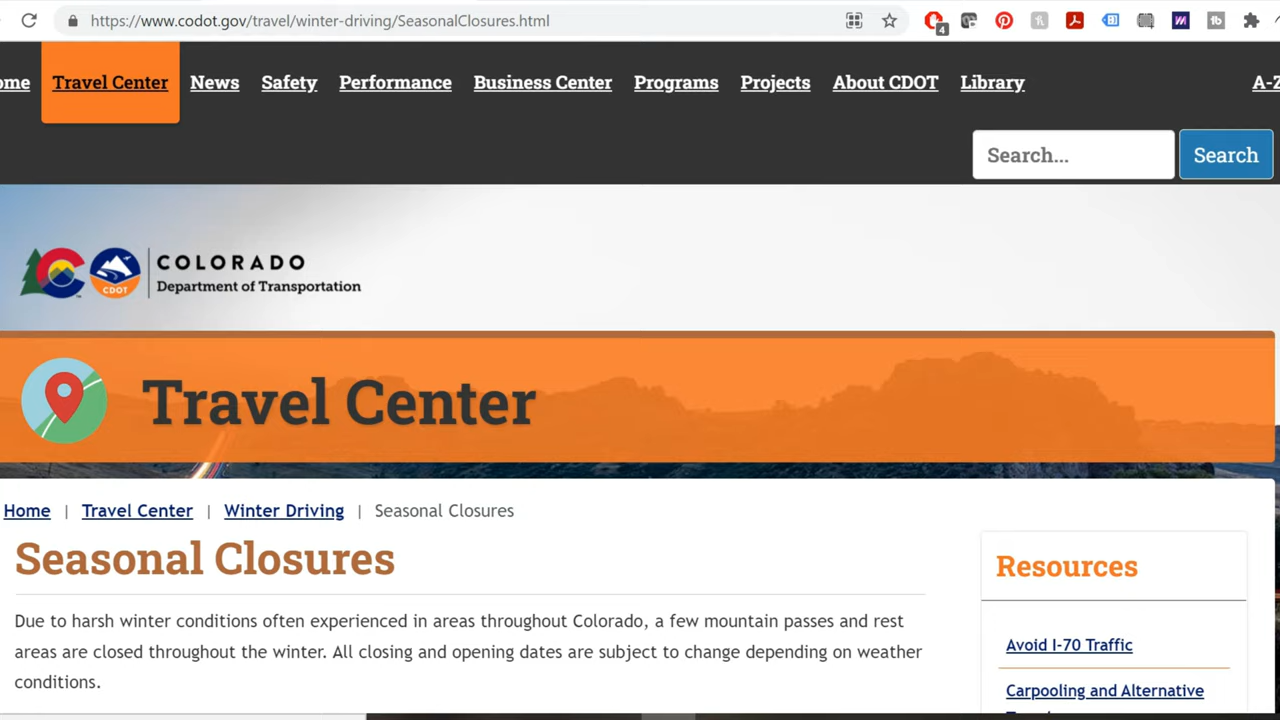 https://www.codot.gov/travel/winter-driving/SeasonalClosures.html
4
Travel Center News Safety Performance Business Center Programs Projects About CDOT Library
Search... Search
COLORADO
CDOT
Department of Transportation
Travel Center
Home | Travel Center | Winter Driving | Seasonal Closures
Seasonal Closures
Due to harsh winter conditions often experienced in areas throughout Colorado, a few mountain passes and rest
areas are closed throughout the winter. All closing and opening dates are subject to change depending on weather
conditions.
Resources
Avoid I-70 Traffic
Carpooling and Alternative